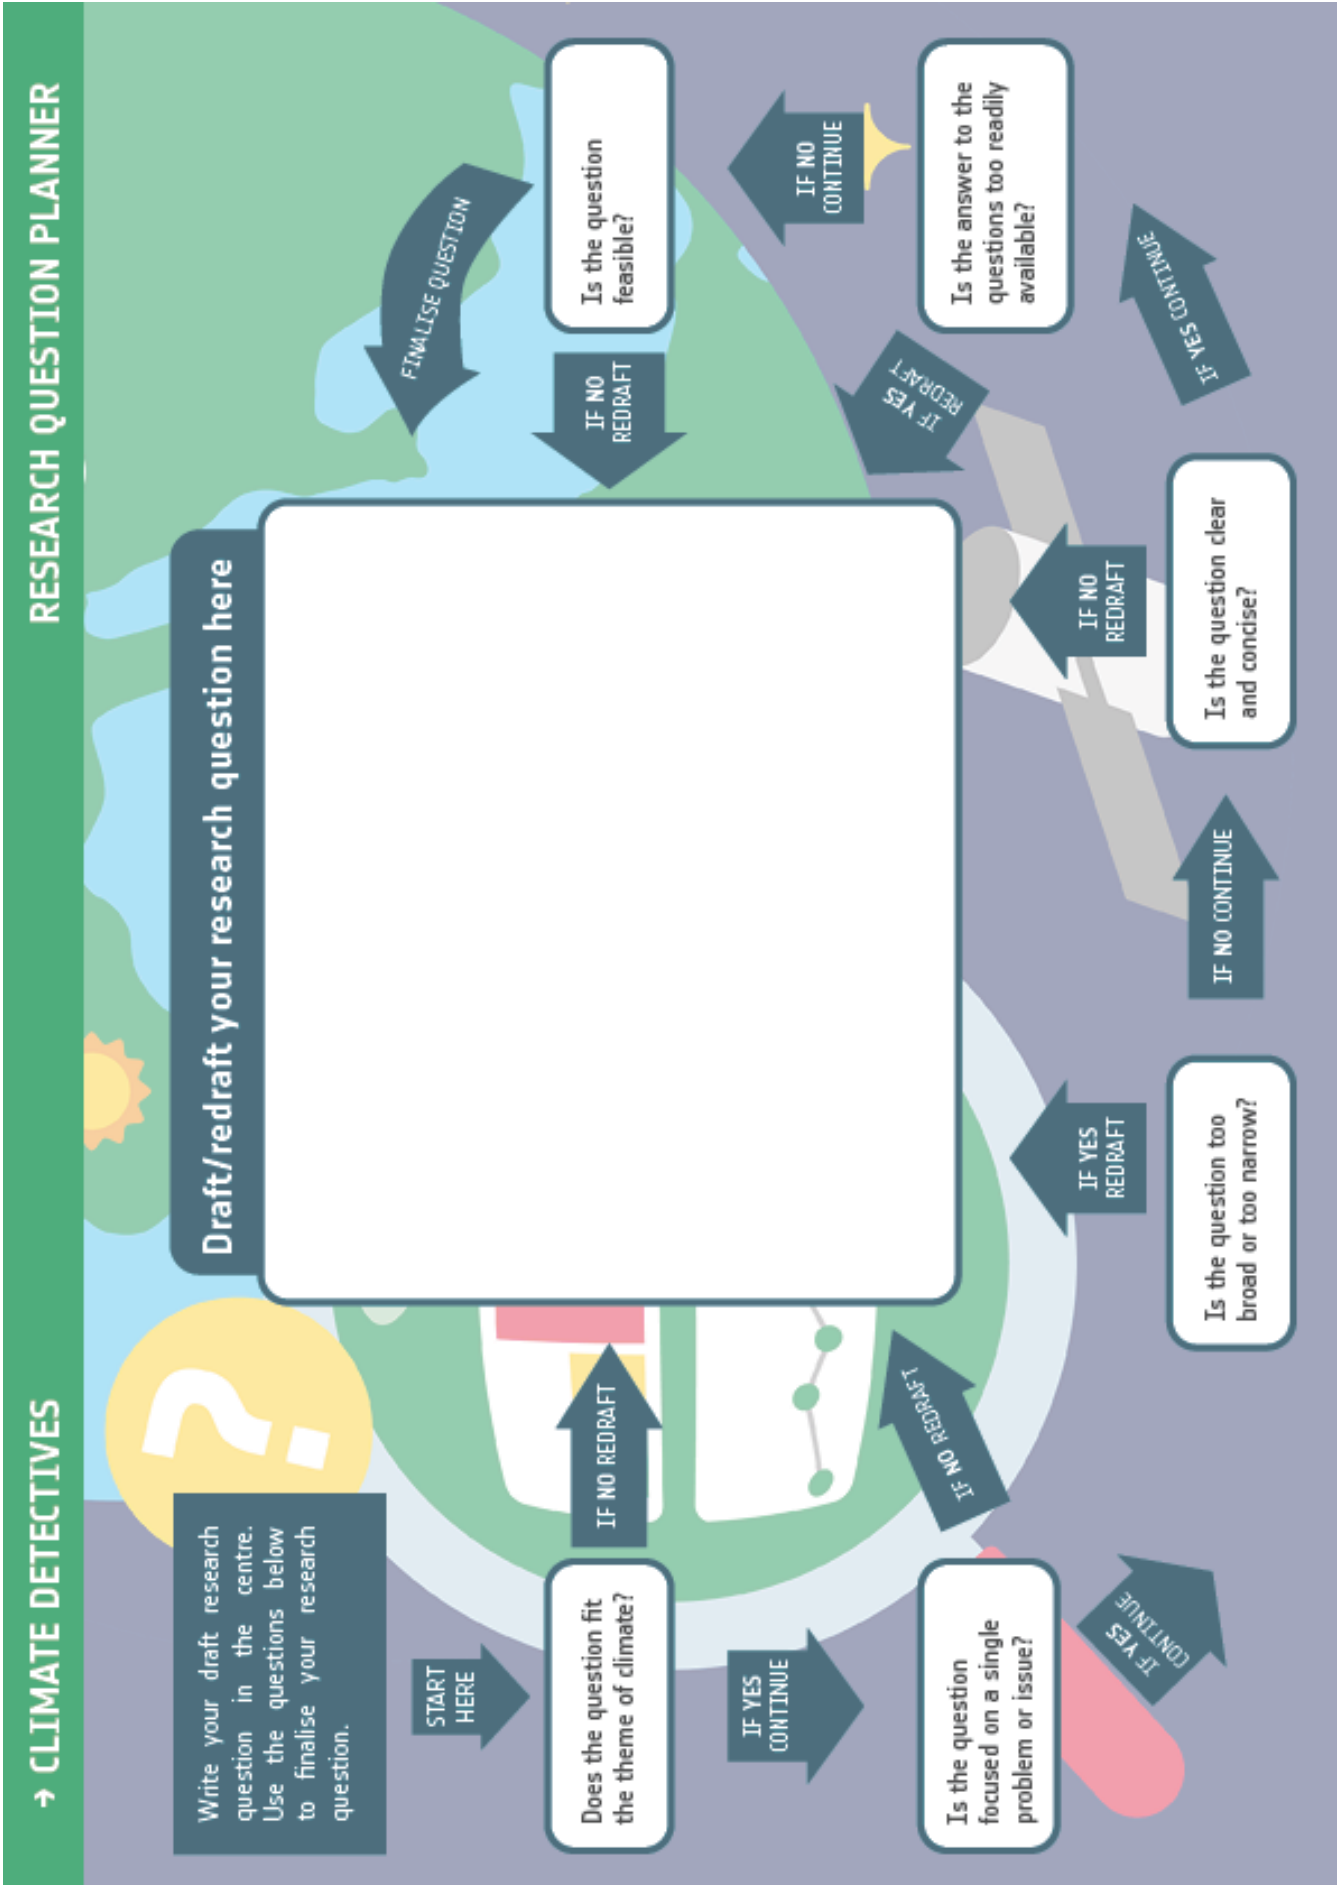 → CLIMATE DETECTIVES
RESEARCH QUESTION PLANNER
Write your draft research
question in the centre.
Use the questions below
to finalise your research
question.
Draft/redraft your research question here
START
HERE
Does the question fit
the theme of climate?
IF NO REDRAFT
IF YES
CONTINUE
Is the question
focused on a single
problem or issue?
IF NO REDRAFT
IF YES
CONTINUE
Is the question too
broad or too narrow?
IF YES
REDRAFT
IF NO CONTINUE
Is the question clear
and concise?
IF NO
REDRAFT
IF YES CONTINUE
Is the answer to the
questions too readily
available?
IF YES
REDRAFT
IF NO
CONTINUE
Is the question
feasible?
IF NO
REDRAFT
FINALISE QUESTION
?